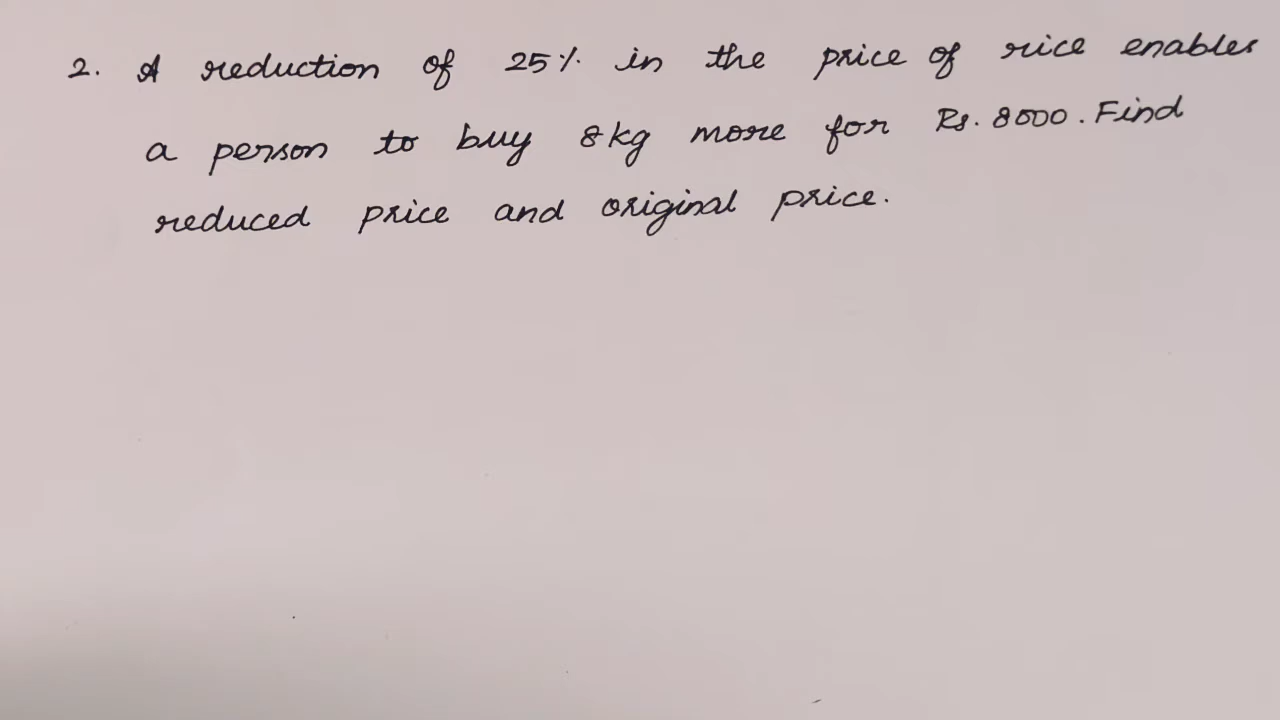 2. A reduction of 25% in the price of rice enables
a person to buy 8kg more for Rs. 8000. Find
reduced price and original price.